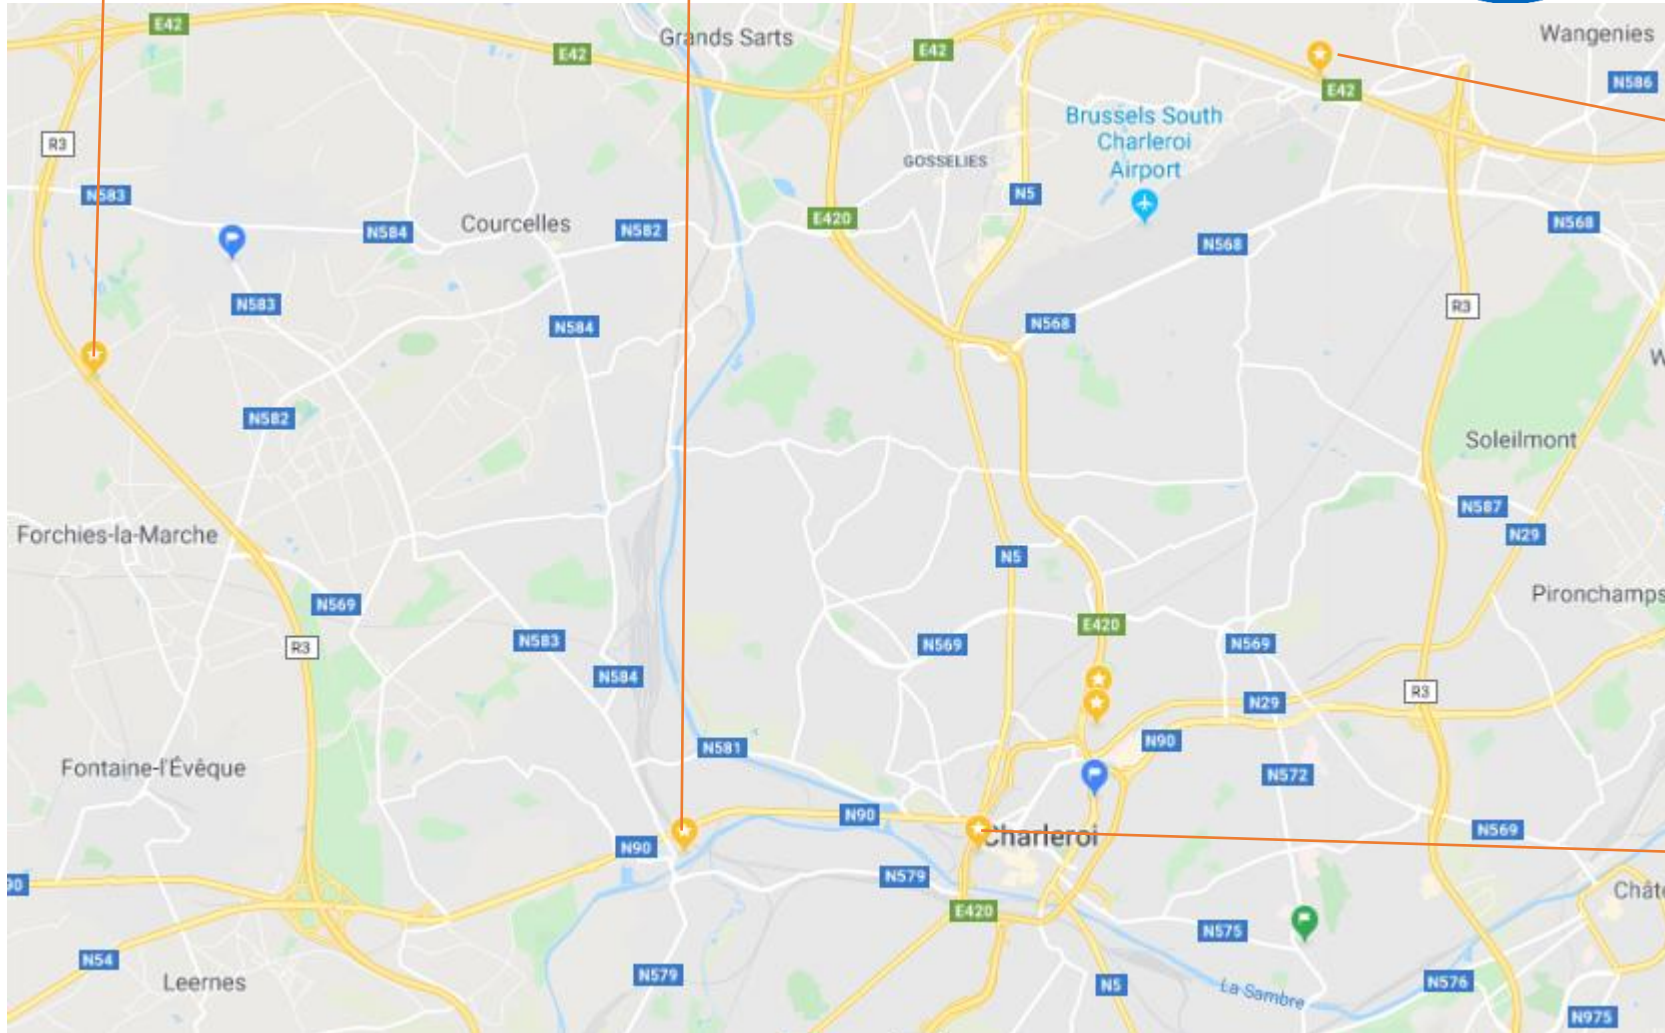 E42
Grands Sarts
E42
E42
Wangenies
N586
E42
R3
Brussels South
Charleroi
Airport
GOSSELIES
N583
N5
N584
Courcelles
N582
E420
N568
N568
N583
N584
N568
R3
N582
Soleilmont
N587
N29
Forchies-la-Marche
N5
Pironchamps
N569
E420
N583
N569
N569
R3
N584
R3
N29
N581
N90
Fontaine-l'Évêque
N572
N90
N90
Charleroi
N569
N579
90
Chât
E420
N575
N54
Leernes
N579
N5
La Sambre
N576
N975